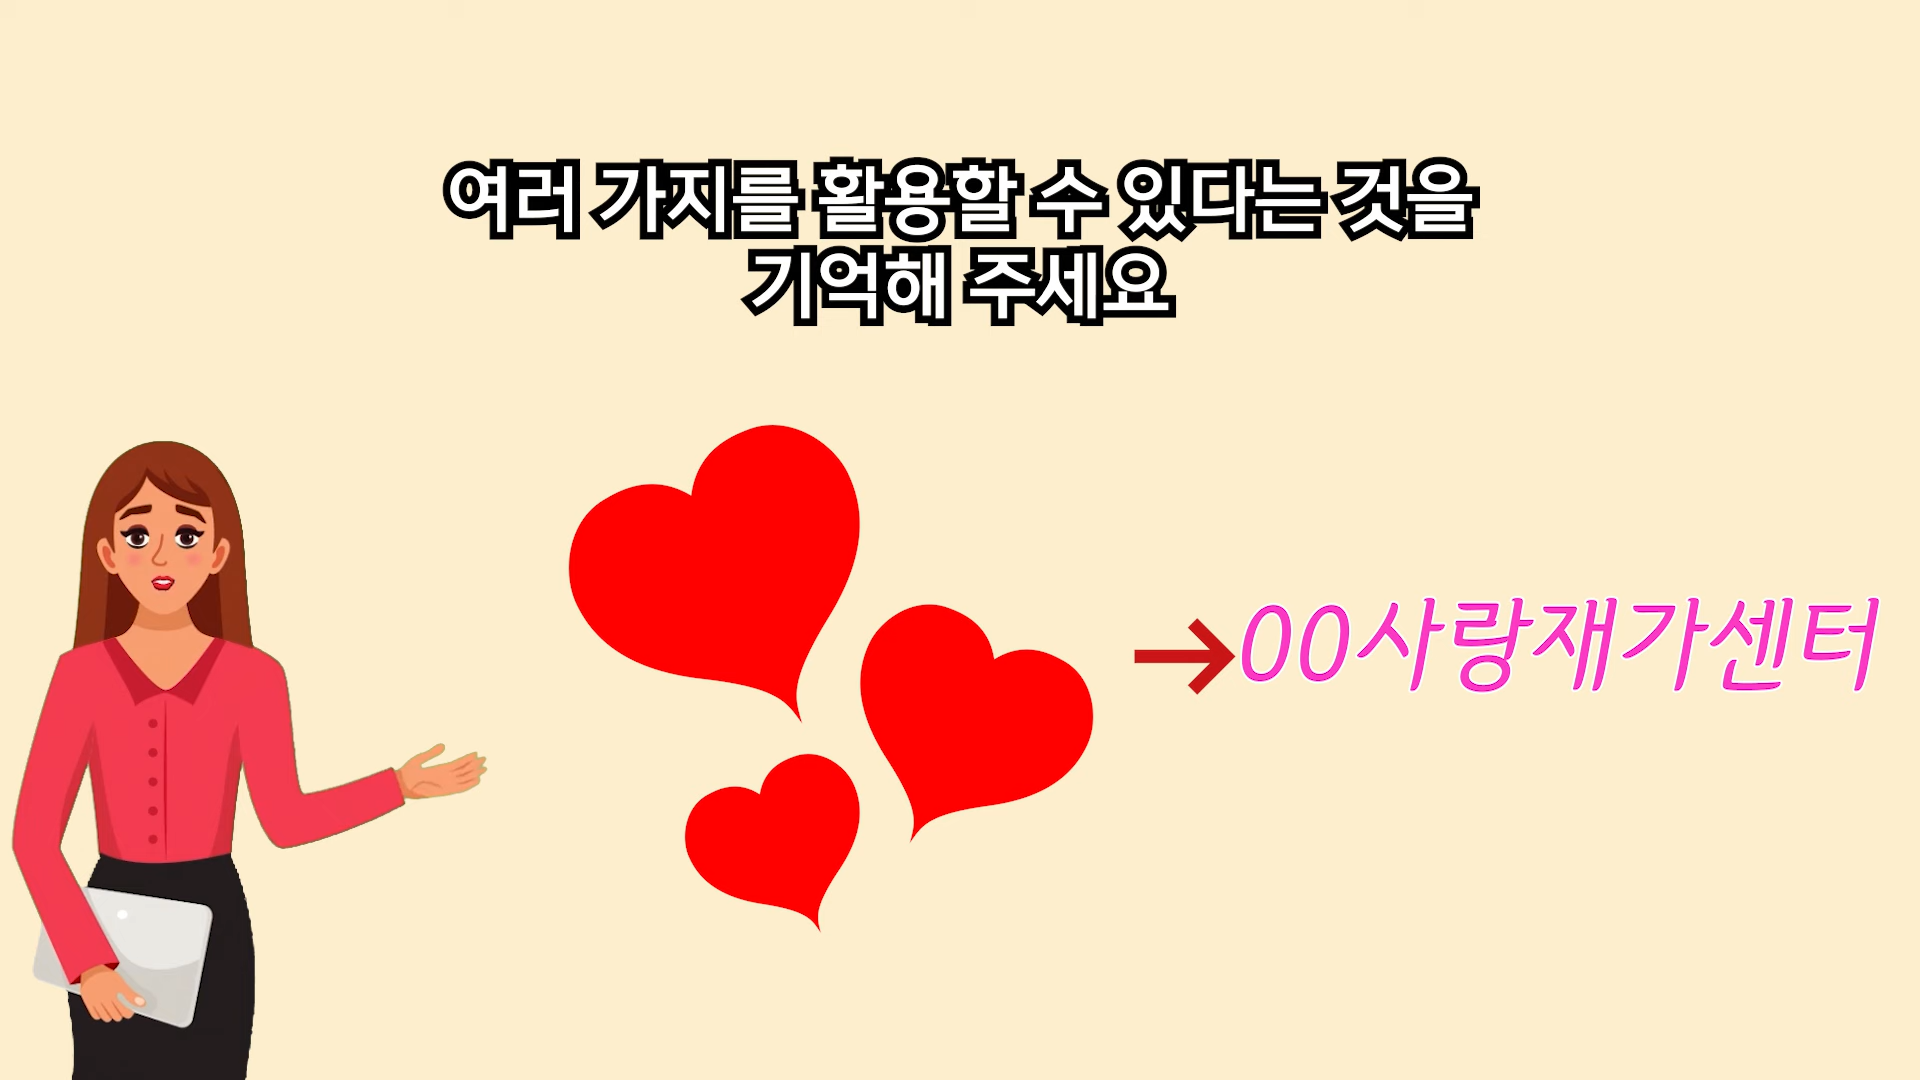 여러 가지를 활용할 수 있다는 것을
기억해 주세요
→00사랑재가센터